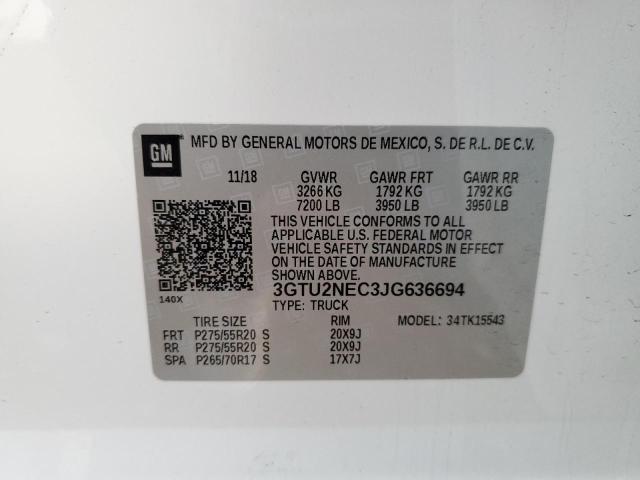 GM MFD BY GENERAL MOTORS DE MEXICO, S. DE R.L. DE C.V.
11/18 GVWR GAWR FRT GAWR RR
3266 KG 1792 KG 1792 KG
7200 LB 3950 LB 3950 LB
THIS VEHICLE CONFORMS TO ALL
APPLICABLE U.S. FEDERAL MOTOR
VEHICLE SAFETY STANDARDS IN EFFECT
ON THE DATE OF MANUFACTURE
SHOWN ABOVE.
140X
3GTU2NEC3JG636694
TYPE: TRUCK
TIRE SIZE RIM MODEL: 34TK15543
FRT P275/55R20 S 20X9J
RR P275/55R20 S 20X9J
SPA P265/70R17 S 17X7J